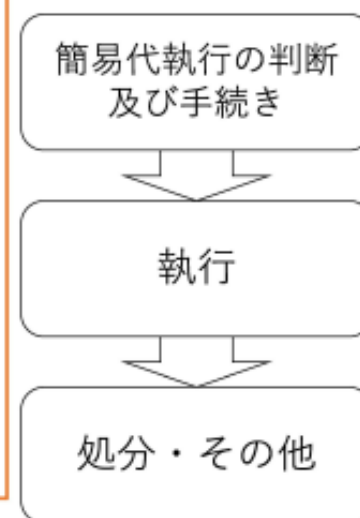 簡易代執行の判断
及び手続き
執行
処分・その他